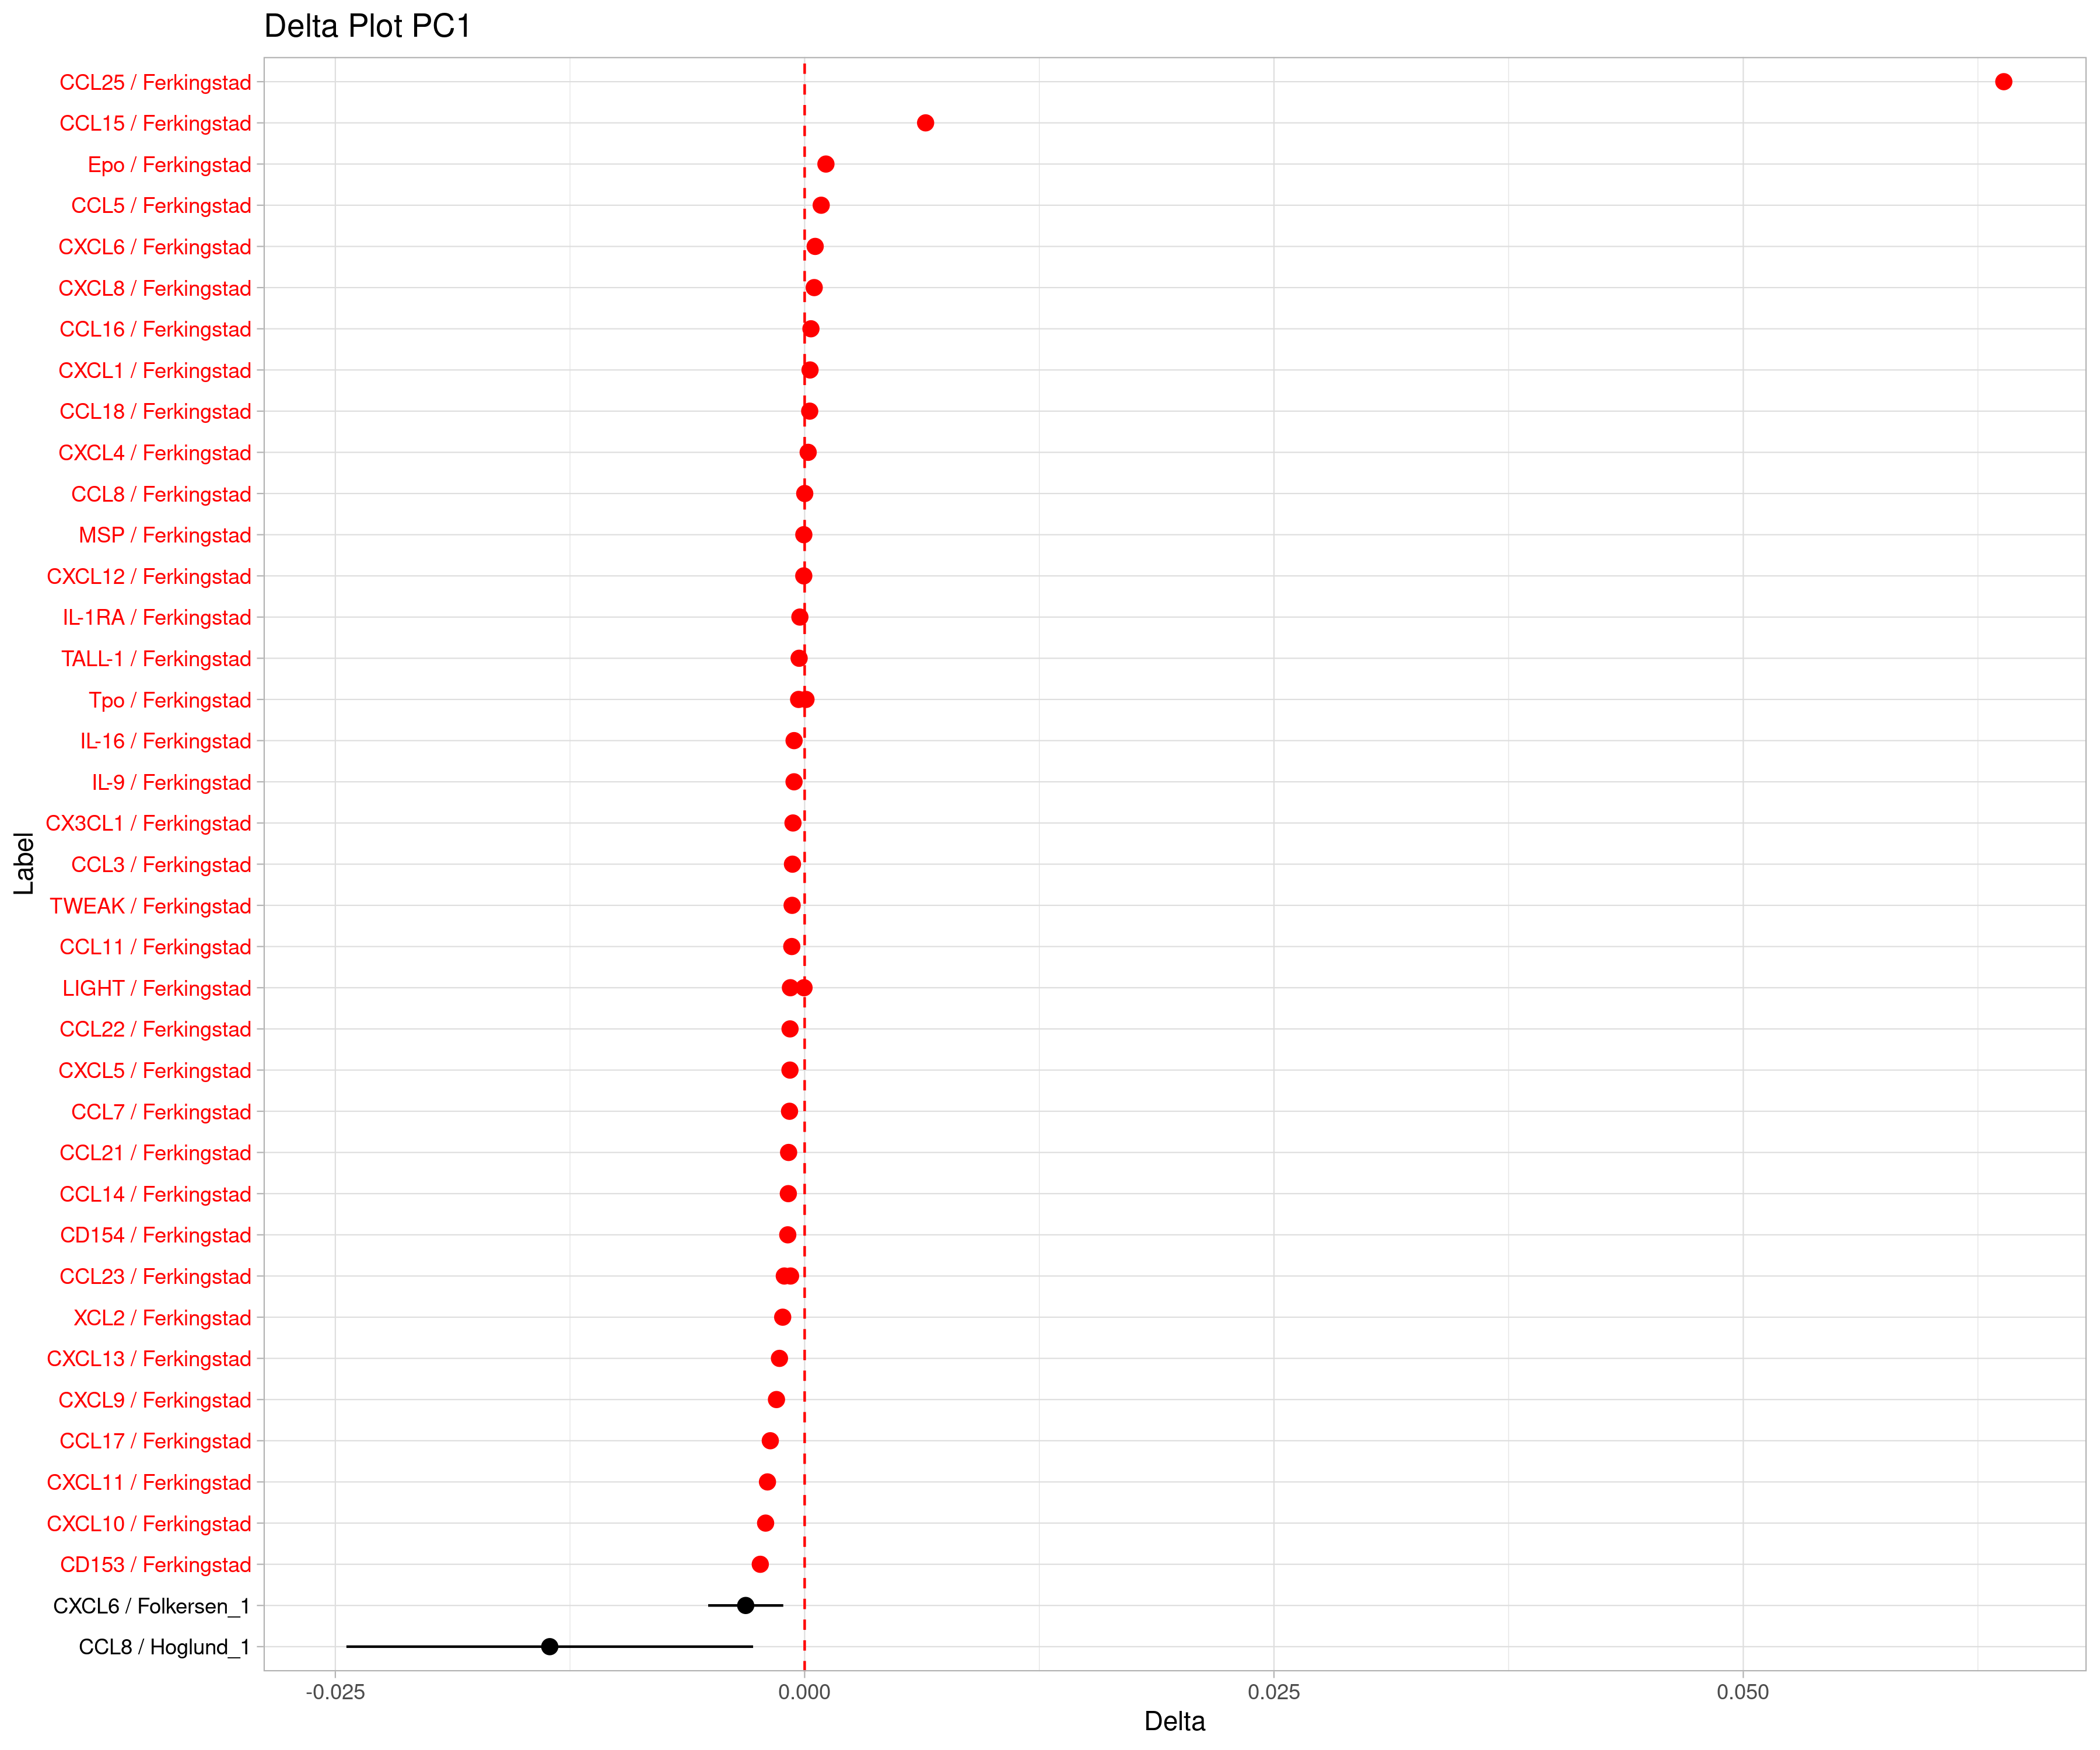 Delta Plot PC1
CCL25 / Ferkingstad
CCL15 / Ferkingstad
Epo / Ferkingstad
CCL5 / Ferkingstad
CXCL6 / Ferkingstad
CXCL8 / Ferkingstad
CCL16 / Ferkingstad
CXCL1 / Ferkingstad
CCL18 / Ferkingstad
CXCL4 / Ferkingstad
CCL8 / Ferkingstad
MSP / Ferkingstad
CXCL12 / Ferkingstad
IL-1RA / Ferkingstad
TALL-1 / Ferkingstad
Tpo / Ferkingstad
IL-16 / Ferkingstad
IL-9 / Ferkingstad
CX3CL1 / Ferkingstad
CCL3 / Ferkingstad
TWEAK / Ferkingstad
CCL11 / Ferkingstad
LIGHT / Ferkingstad
CCL22 / Ferkingstad
CXCL5 / Ferkingstad
CCL7 / Ferkingstad
CCL21 / Ferkingstad
CCL14 / Ferkingstad
CD154 / Ferkingstad
CCL23 / Ferkingstad
XCL2 / Ferkingstad
CXCL13 / Ferkingstad
CXCL9 / Ferkingstad
CCL17 / Ferkingstad
CXCL11 / Ferkingstad
CXCL10 / Ferkingstad
CD153 / Ferkingstad
CXCL6 / Folkersen_1
CCL8 / Hoglund_1
Label
-0.025 0.000 0.025 0.050
Delta